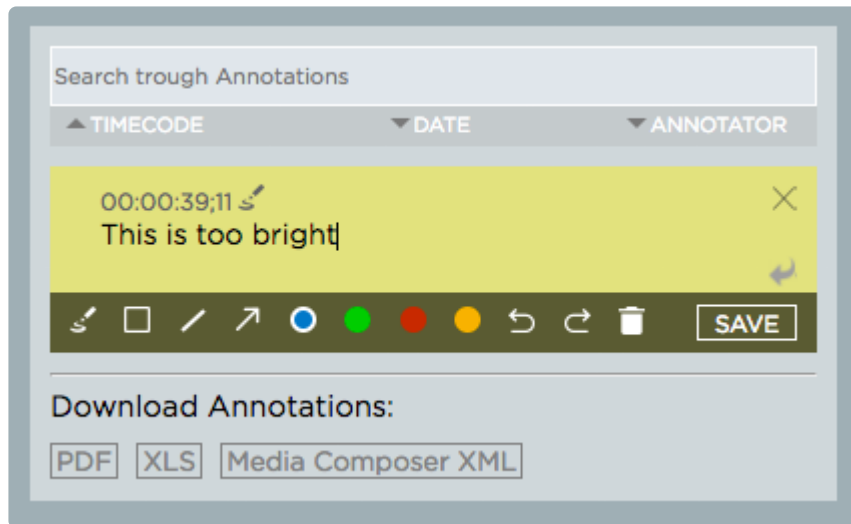 Search trough Annotations
TIMECODE DATE ANNOTATOR
00:00:39;11
This is too bright
SAVE
Download Annotations:
PDF XLS Media Composer XML